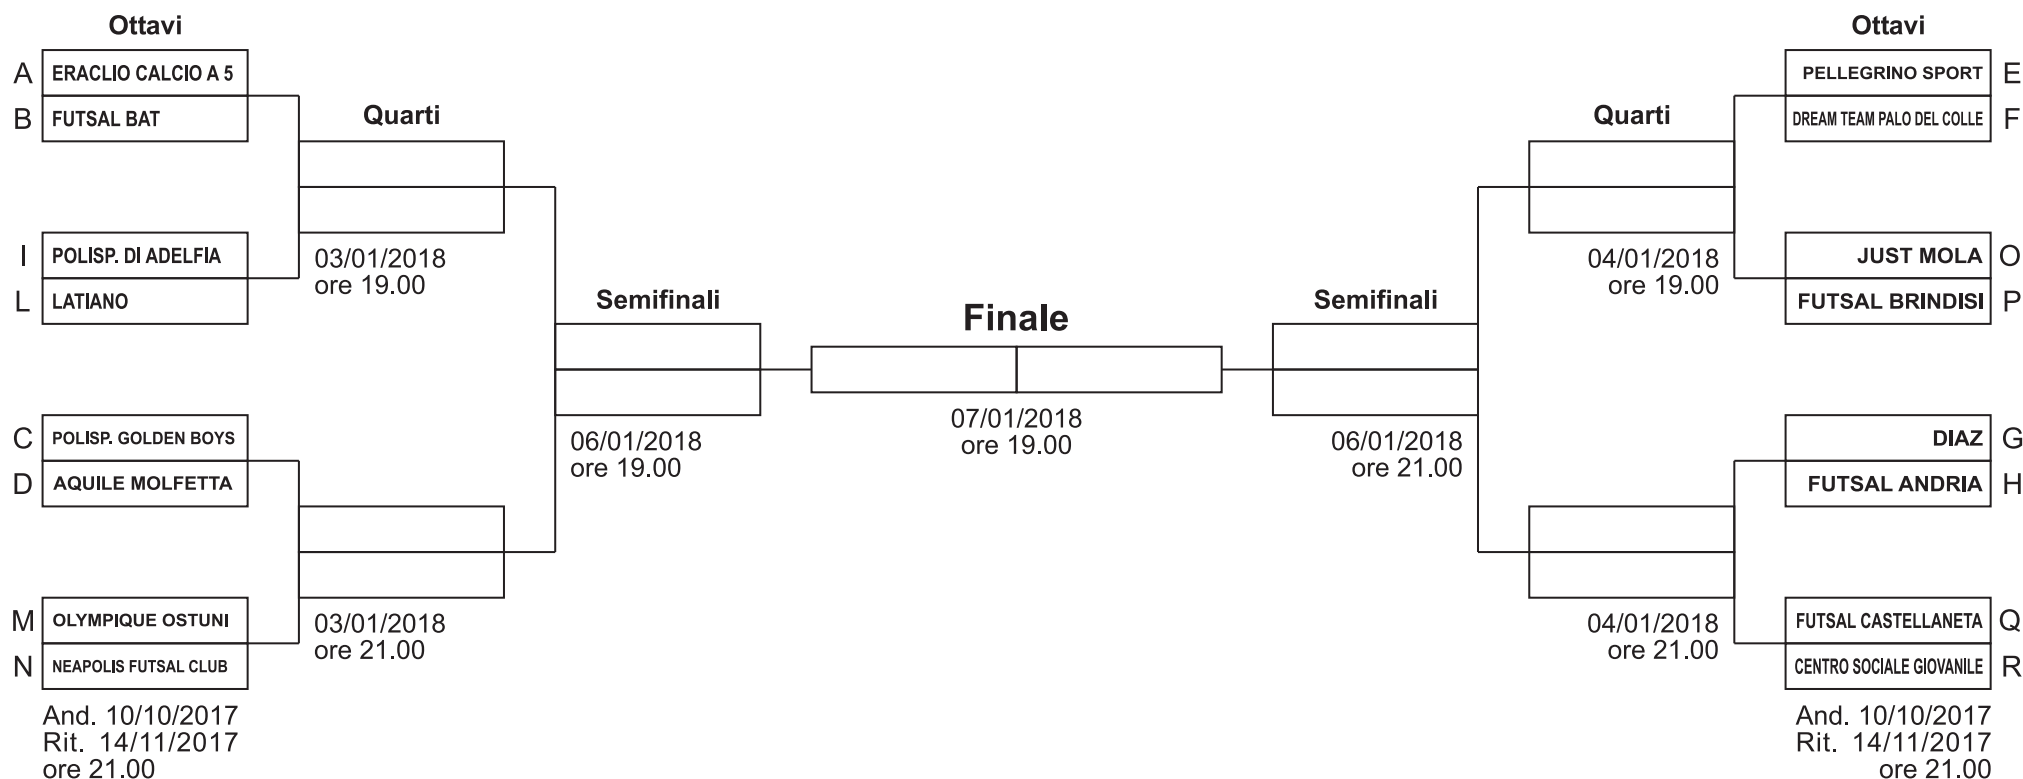 Ottavi
A ERACLIO CALCIO A 5
B FUTSAL BAT
I POLISP. DI ADELFIA
L LATIANO
C POLISP. GOLDEN BOYS
D AQUILE MOLFETTA
M OLYMPIQUE OSTUNI
N NEAPOLIS FUTSAL CLUB
And. 10/10/2017
Rit. 14/11/2017
ore 21.00
Quarti
03/01/2018
ore 19.00
03/01/2018
ore 21.00
Semifinali
06/01/2018
ore 19.00
Finale
07/01/2018
ore 19.00
Semifinali
06/01/2018
ore 21.00
Quarti
04/01/2018
ore 19.00
04/01/2018
ore 21.00
Ottavi
PELLEGRINO SPORT E
DREAM TEAM PALO DEL COLLE F
JUST MOLA O
FUTSAL BRINDISI P
DIAZ G
FUTSAL ANDRIA H
FUTSAL CASTELLANETA Q
CENTRO SOCIALE GIOVANILE R
And. 10/10/2017
Rit. 14/11/2017
ore 21.00